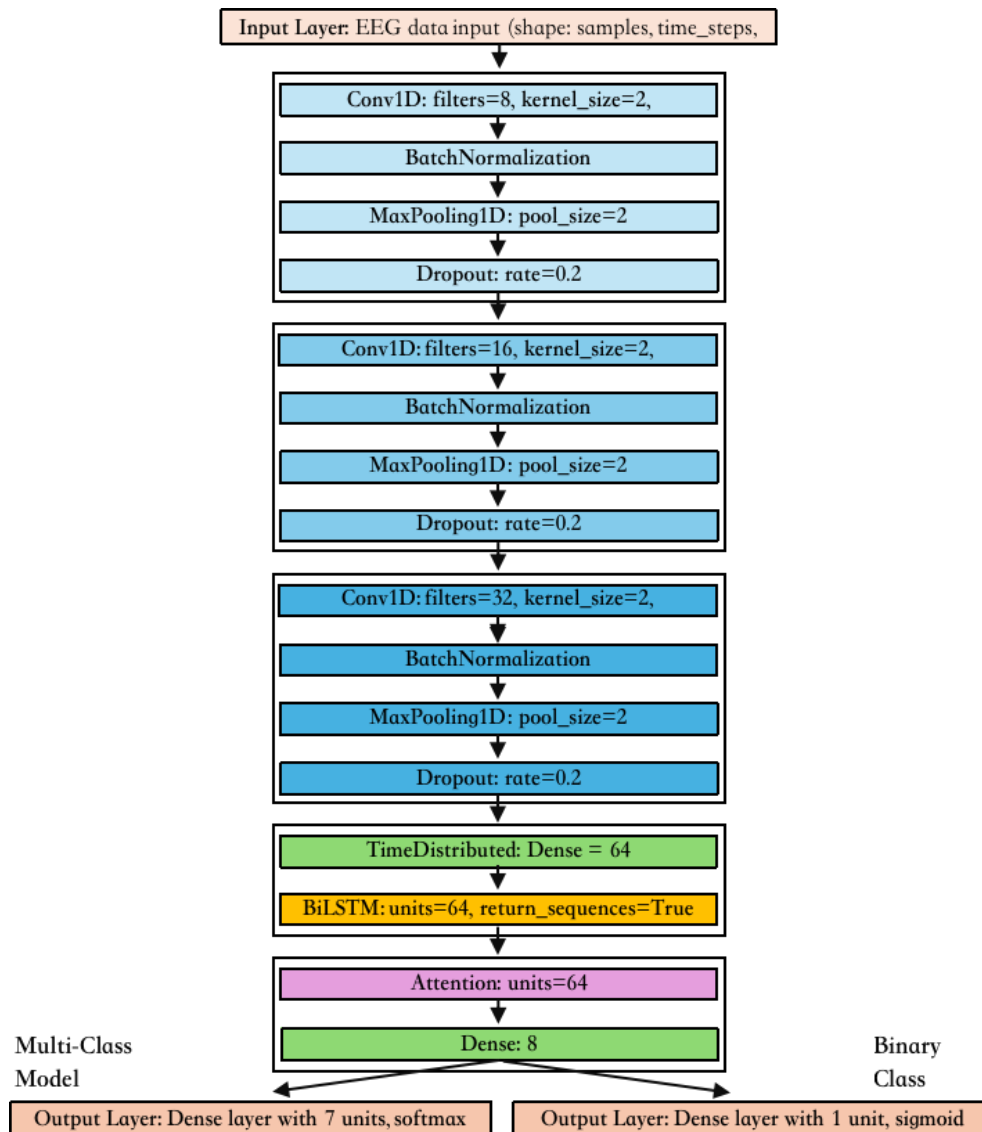 Input Layer: EEG data input (shape: samples, time_steps,
Conv1D: filters=8, kernel_size=2,
BatchNormalization
MaxPooling1D: pool_size=2
Dropout: rate=0.2
Conv1D: filters=16, kernel_size=2,
BatchNormalization
MaxPooling1D: pool_size=2
Dropout: rate=0.2
Conv1D: filters=32, kernel_size=2,
BatchNormalization
MaxPooling1D: pool_size=2
Dropout: rate=0.2
TimeDistributed: Dense = 64
BiLSTM: units=64, return_sequences=True
Attention: units=64
Dense: 8
Multi-Class
Model
Binary
Class
Output Layer: Dense layer with 7 units, softmax
Output Layer: Dense layer with 1 unit, sigmoid